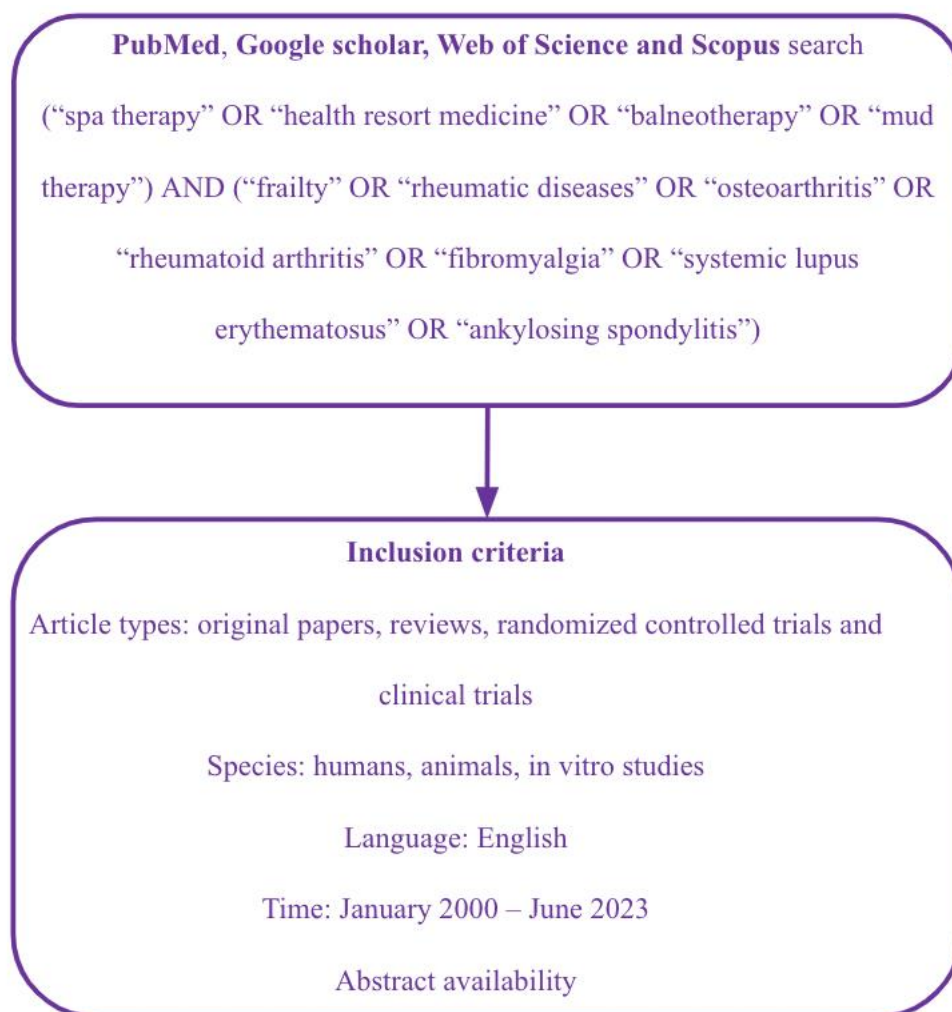 PubMed, Google scholar, Web of Science and Scopus search
(“spa therapy” OR “health resort medicine” OR “balneotherapy” OR “mud
therapy”) AND (“frailty” OR “rheumatic diseases” OR “osteoarthritis” OR
“rheumatoid arthritis” OR “fibromyalgia” OR “systemic lupus
erythematosus” OR “ankylosing spondylitis”)
Inclusion criteria
Article types: original papers, reviews, randomized controlled trials and
clinical trials
Species: humans, animals, in vitro studies
Language: English
Time: January 2000 – June 2023
Abstract availability